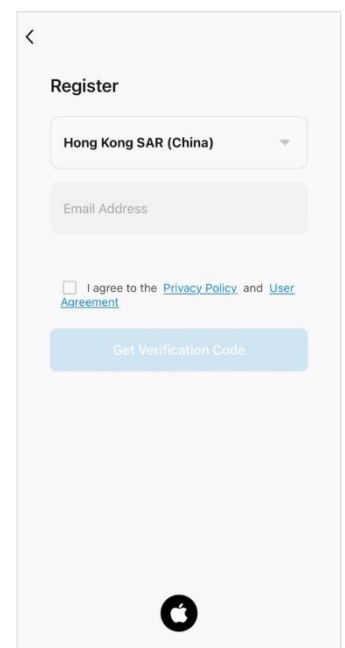 Register
Hong Kong SAR (China)
Email Address
I agree to the Privacy Policy and User
Agreement
Get Verification Code